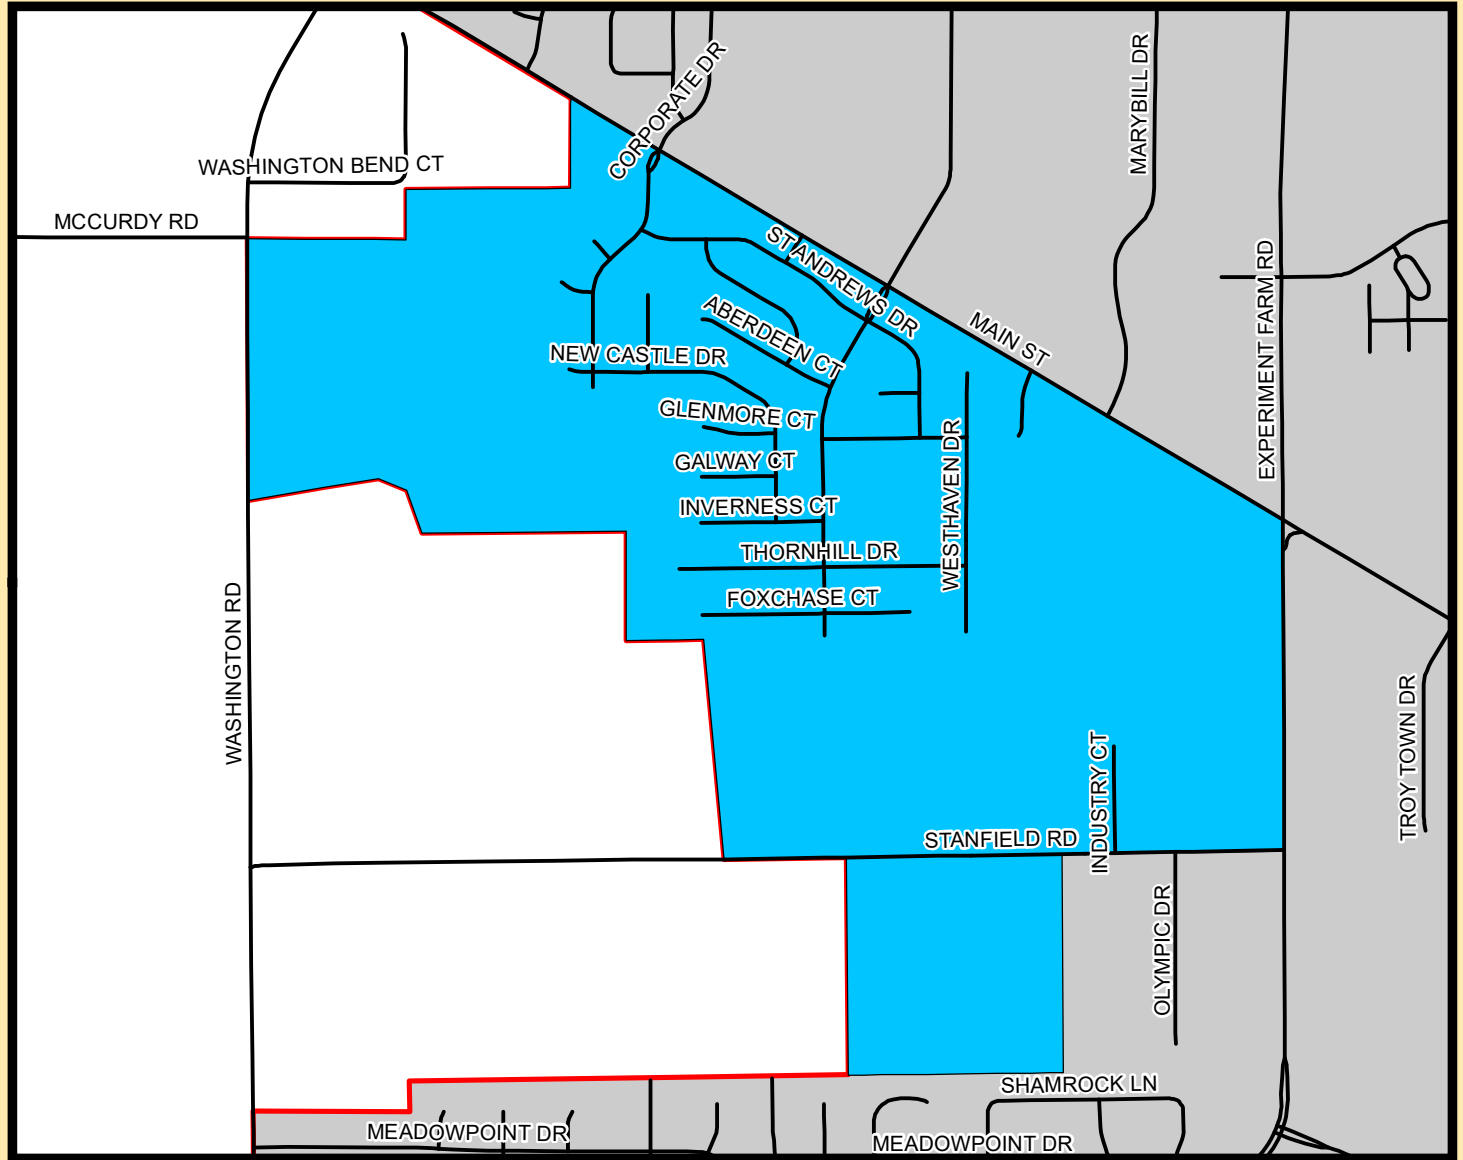 CORPORATE DR
MARYBILL DR
WASHINGTON BEND CT
MCCURDY RD
ST ANDREWS DR
EXPERIMENT FARM RD
MAIN ST
ABERDEEN CT
NEW CASTLE DR
GLENMORE CT
GALWAY CT
WESTHAVEN DR
INVERNESS CT
THORNHILL DR
FOXCHASE CT
WASHINGTON RD
TROY TOWN DR
INDUSTRY CT
STANFIELD RD
OLYMPIC DR
SHAMROCK LN
MEADOWPOINT DR
MEADOWPOINT DR